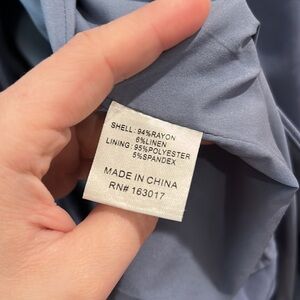 SHELL: 94%RAYON
6%LINEN
LINING: 95%POLYESTER
5%SPANDEX
MADE IN CHINA
RN# 163017